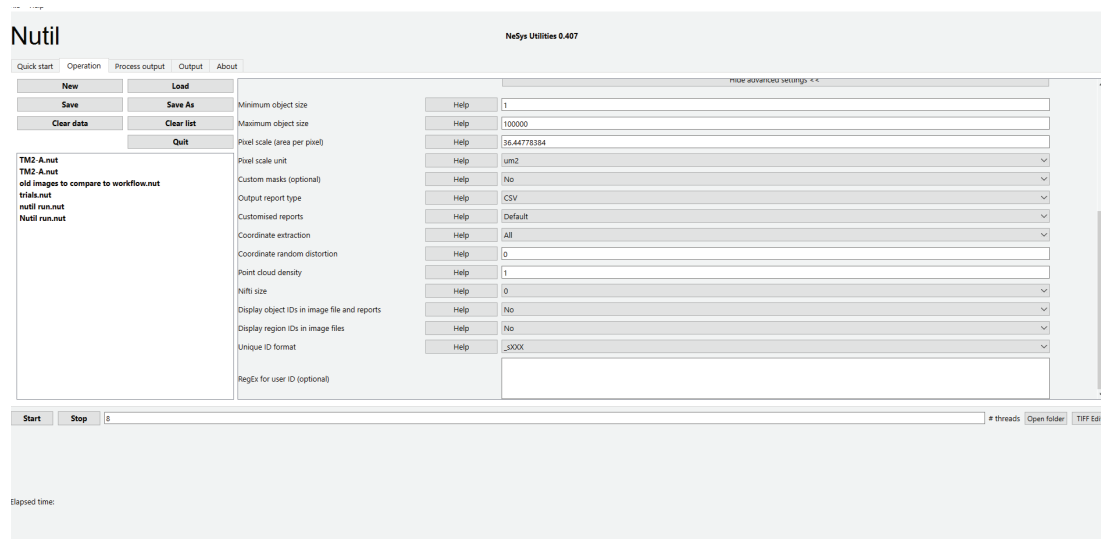 Help
Nutil
NeSys Utilities 0.407
Quick start Operation Process output Output About
New Load
Save Save As
Clear data Clear list
Quit
TM2-A.nut
TM2-A.nut
old images to compare to workflow.nut
trials.nut
nutil run.nut
Nutil run.nut
Hide advanced settings <<
Minimum object size Help 1
Maximum object size Help 100000
Pixel scale (area per pixel) Help 36.44778384
Pixel scale unit Help um2
Custom masks (optional) Help No
Output report type Help CSV
Customised reports Help Default
Coordinate extraction Help All
Coordinate random distortion Help 0
Point cloud density Help 1
Nifti size Help 0
Display object IDs in image file and reports Help No
Display region IDs in image files Help No
Unique ID format Help _sXXX
RegEx for user ID (optional)
Start Stop 8 # threads Open folder TIFF Edi
Elapsed time: